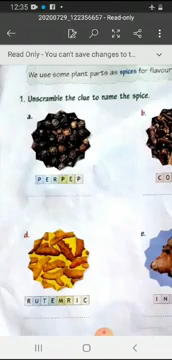 12:35
20200729_122356657 - Read-only
Read Only - You can't save changes to t...
We use some plant parts as spices for flavour
1. Unscramble the clue to name the spice.
a.
b.
P E R P E P
C O
d.
e.
R U T E M R I C